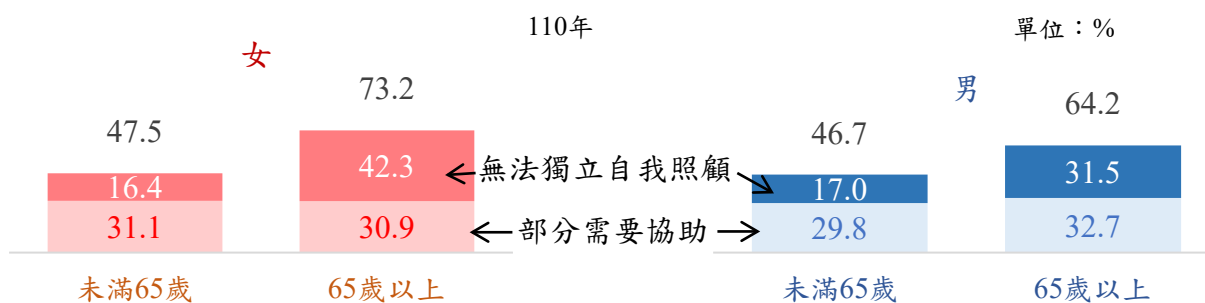 110年
單位：%
女
男
73.2
64.2
47.5
46.7
42.3
無法獨立自我照顧
31.5
16.4
17.0
31.1
30.9
部分需要協助
29.8
32.7
未滿65歲
65歲以上
未滿65歲
65歲以上